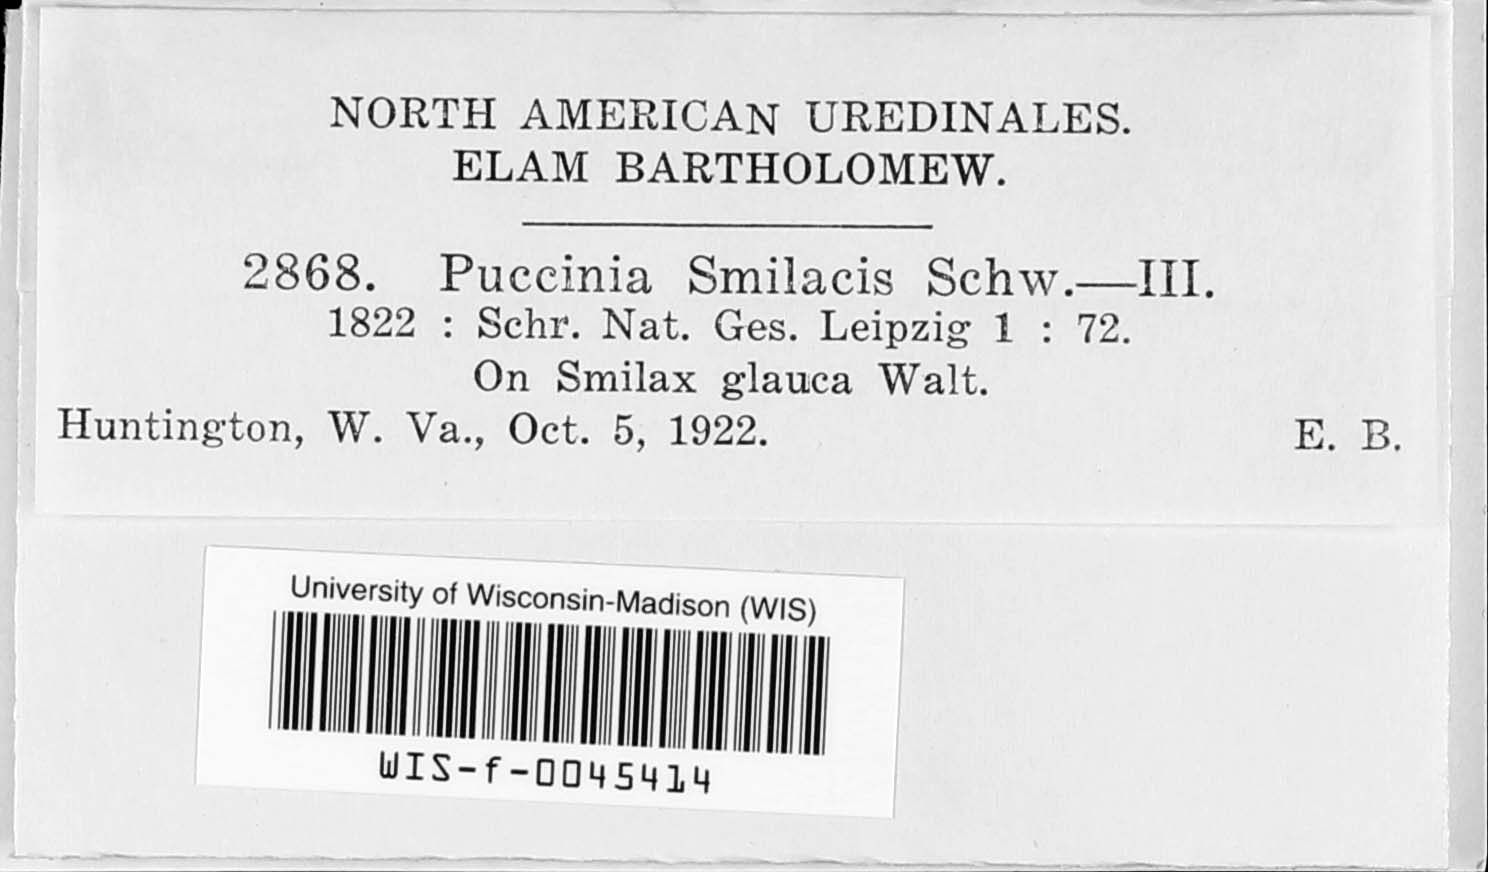 NORTH AMERICAN UREDINALES.
ELAM BARTHOLOMEW.
2868. Puccinia Smilacis Schw.—III.
1822 : Schr. Nat. Ges. Leipzig 1 : 72.
On Smilax glauca Walt.
Huntington, W. Va., Oct. 5, 1922. E. B.
University of Wisconsin-Madison (WIS)
WIS-f-0045414